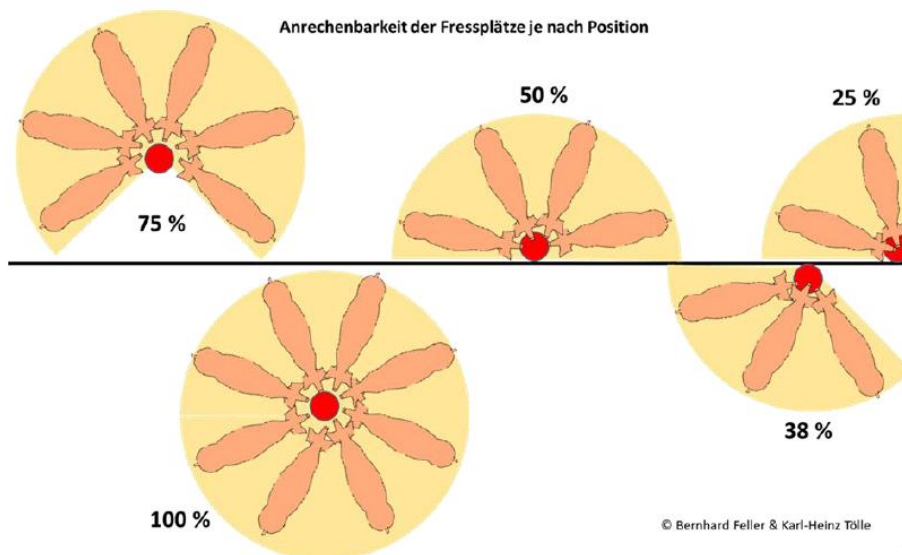 Anrechenbarkeit der Fressplätze je nach Position
50 %
25 %
75 %
38 %
100 %
© Bernhard Feller & Karl-Heinz Tölle